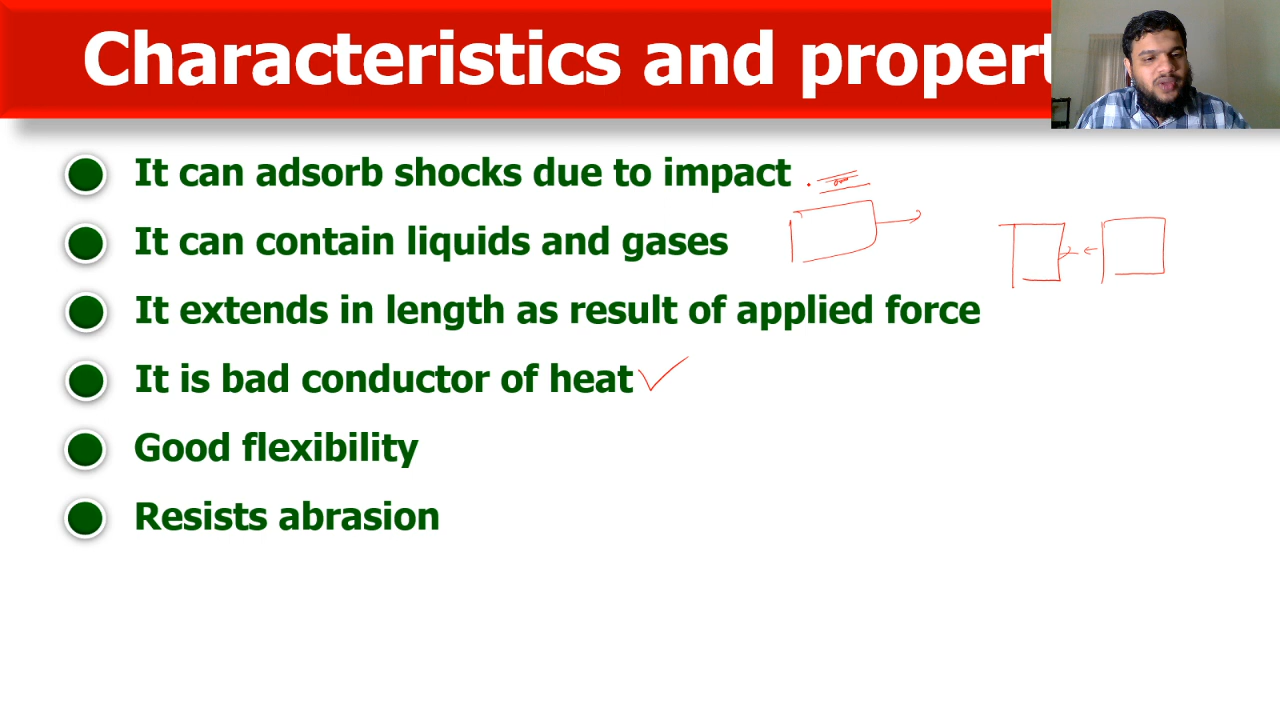 Characteristics and propert
It can adsorb shocks due to impact
It can contain liquids and gases
It extends in length as result of applied force
It is bad conductor of heat
Good flexibility
Resists abrasion